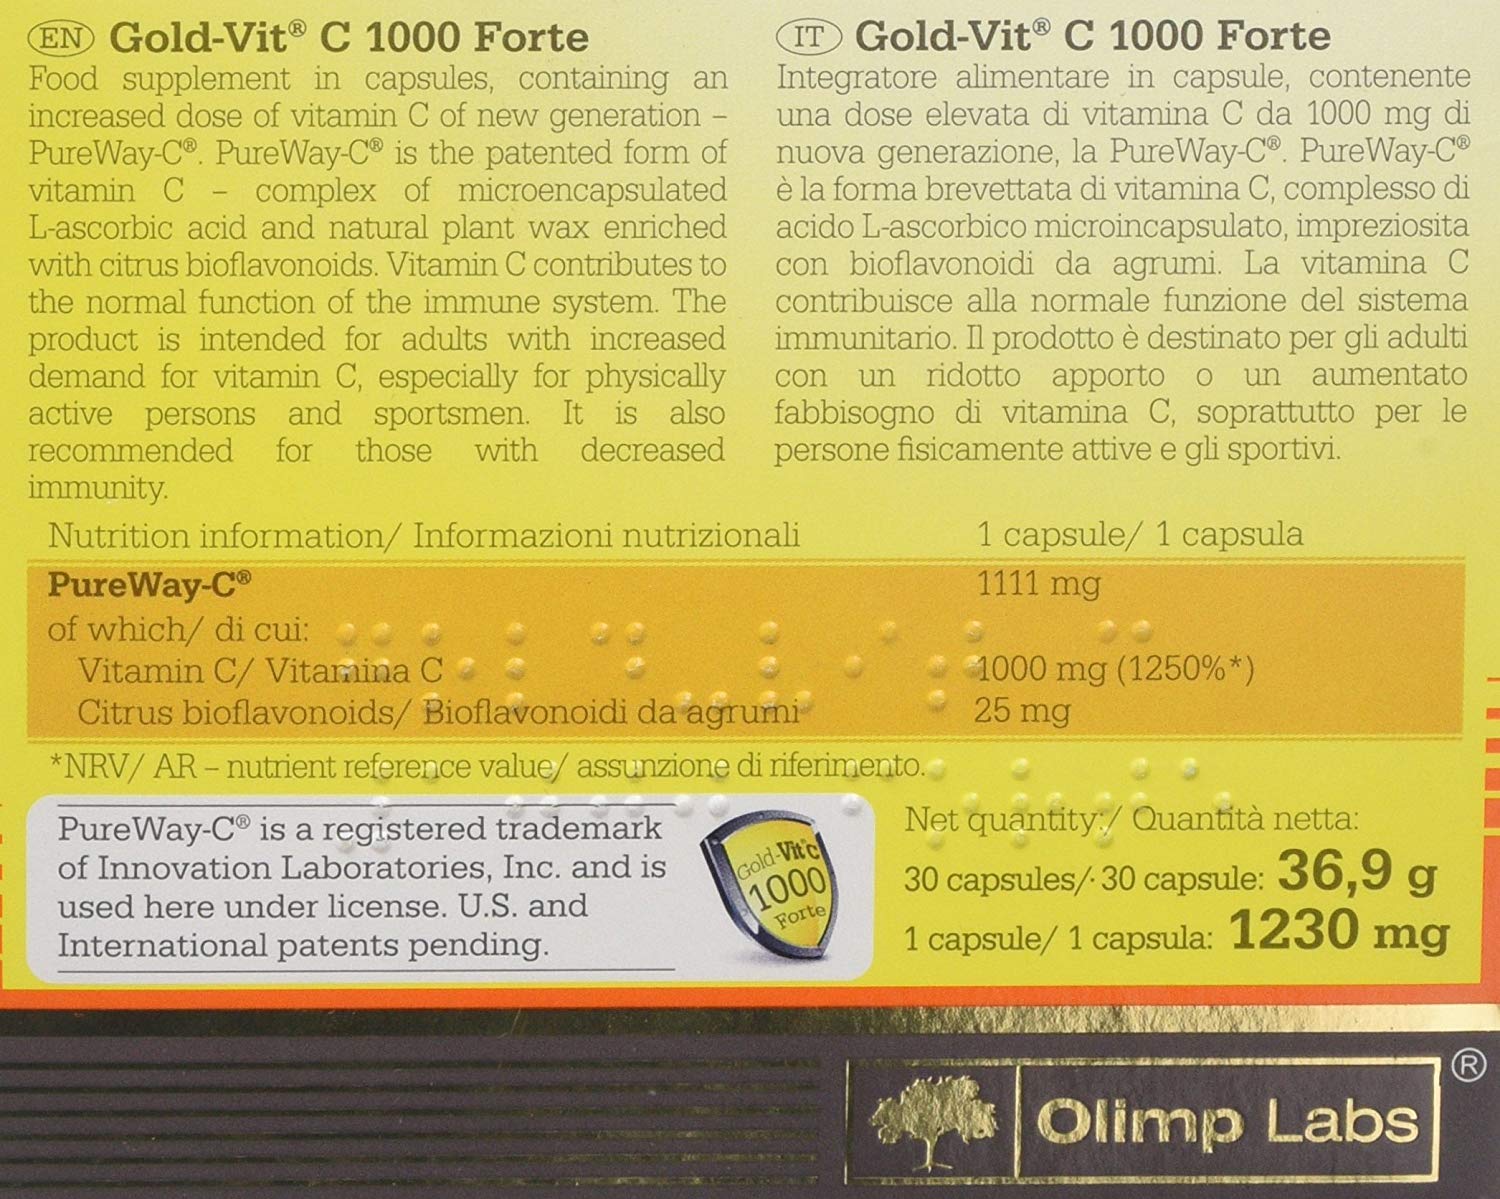 EN Gold-Vit® C 1000 Forte
Food supplement in capsules, containing an
increased dose of vitamin C of new generation –
PureWay-C®. PureWay-C® is the patented form of
vitamin C – complex of microencapsulated
L-ascorbic acid and natural plant wax enriched
with citrus bioflavonoids. Vitamin C contributes to
the normal function of the immune system. The
product is intended for adults with increased
demand for vitamin C, especially for physically
active persons and sportsmen. It is also
recommended for those with decreased
immunity.
IT Gold-Vit® C 1000 Forte
Integratore alimentare in capsule, contenente
una dose elevata di vitamina C da 1000 mg di
nuova generazione, la PureWay-C®. PureWay-C®
è la forma brevettata di vitamina C, complesso di
acido L-ascorbico microincapsulato, impreziosita
con bioflavonoidi da agrumi. La vitamina C
contribuisce alla normale funzione del sistema
immunitario. Il prodotto è destinato per gli adulti
con un ridotto apporto o un aumentato
fabbisogno di vitamina C, soprattutto per le
persone fisicamente attive e gli sportivi.
Nutrition information/ Informazioni nutrizionali 1 capsule/ 1 capsula
PureWay-C® 1111 mg
of which/ di cui:
Vitamin C/ Vitamina C 1000 mg (1250%*)
Citrus bioflavonoids/ Bioflavonoidi da agrumi 25 mg
*NRV/ AR – nutrient reference value/ assunzione di riferimento.
PureWay-C® is a registered trademark
of Innovation Laboratories, Inc. and is
used here under license. U.S. and
International patents pending.
Gold-Vit® C
1000
Forte
Net quantity:/ Quantità netta:
30 capsules/ 30 capsule: 36,9 g
1 capsule/ 1 capsula: 1230 mg
Olimp Labs ®